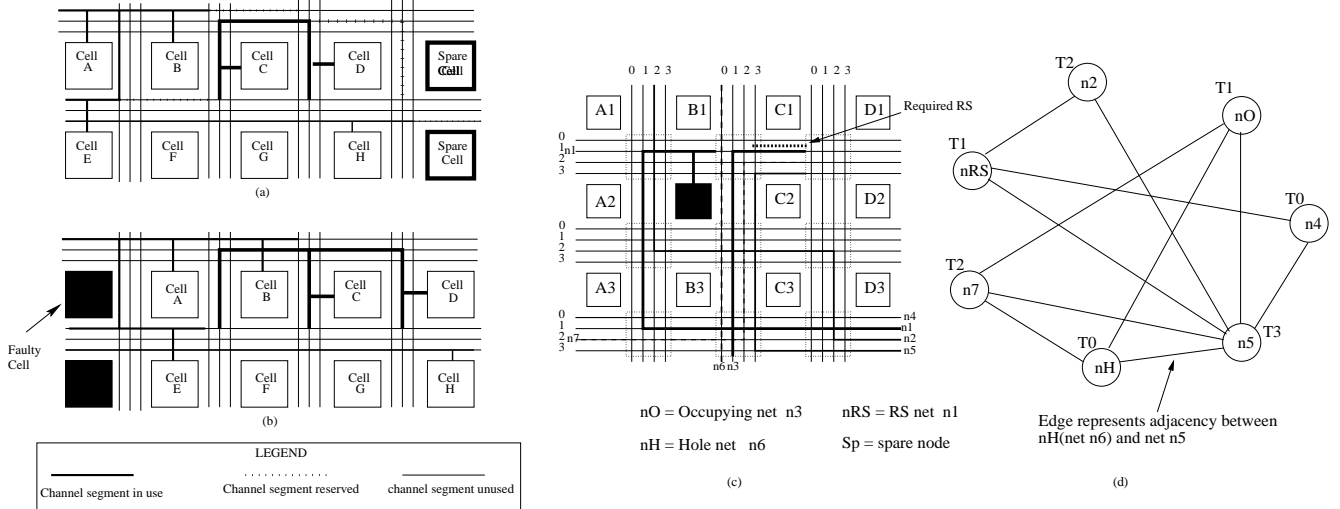 Cell A
Cell B
Cell C
Cell D
Spare Cell
Cell E
Cell F
Cell G
Cell H
Spare Cell
(a)
Faulty Cell
Cell A
Cell B
Cell C
Cell D
Cell E
Cell F
Cell G
Cell H
(b)
LEGEND
Channel segment in use
Channel segment reserved
channel segment unused
0 1 2 3
0 1 2 3
0 1 2 3
Required RS
A1
B1
C1
D1
0
1 n1
2
3
A2
C2
D2
0
1
2
3
A3
B3
C3
D3
0
1
2 n7
3
n4
n1
n2
n5
n6 n3
nO = Occupying net n3
nRS = RS net n1
nH = Hole net n6
Sp = spare node
(c)
T2
n2
T1
nO
T1
nRS
T0
n4
T2
n7
T3
n5
T0
nH
Edge represents adjacency between
nH(net n6) and net n5
(d)